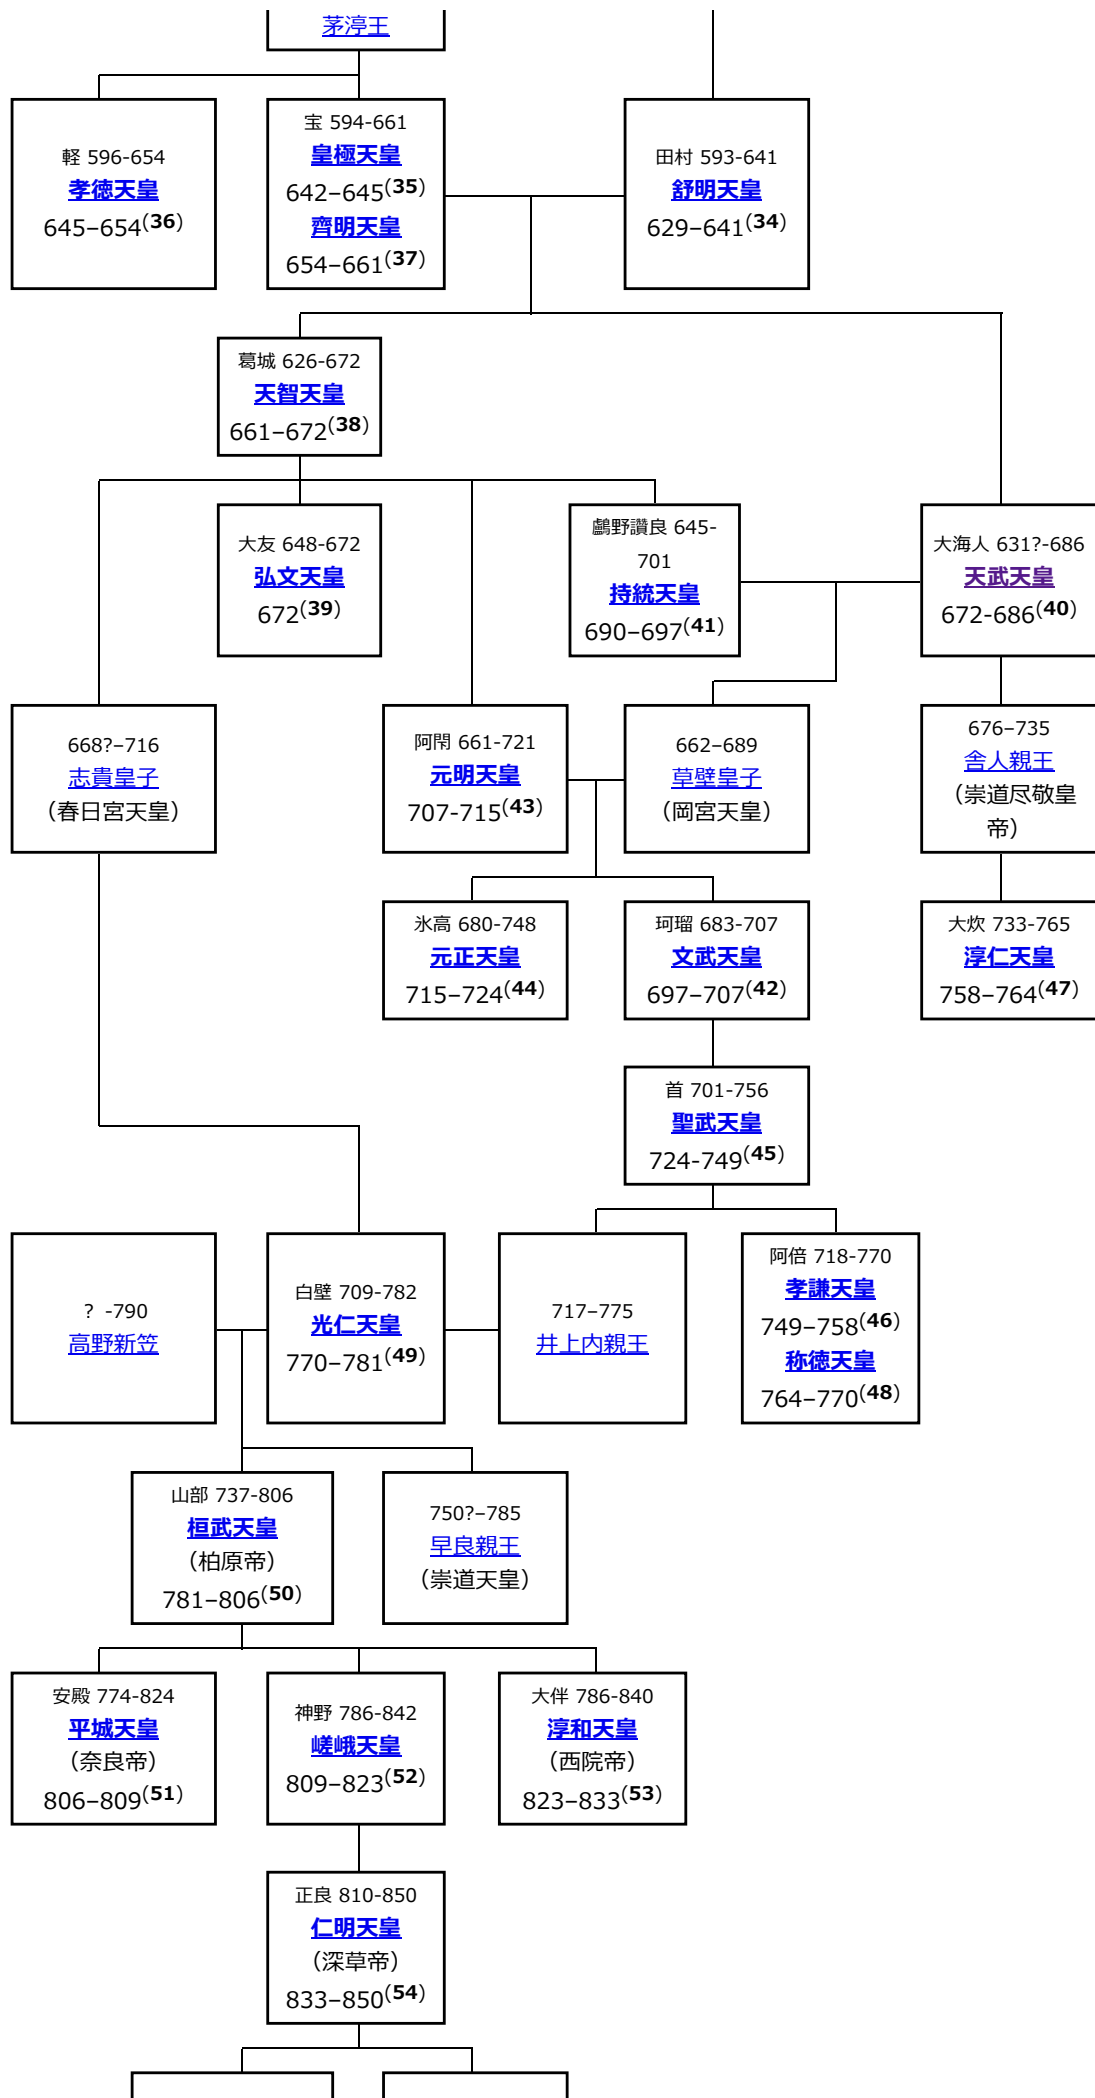 茅渟王
軽 596-654
孝徳天皇
645–654(36)
宝 594-661
皇極天皇
642–645(35)
齊明天皇
654–661(37)
田村 593-641
舒明天皇
629–641(34)
葛城 626-672
天智天皇
661–672(38)
大友 648-672
弘文天皇
672(39)
鸕野讚良 645-
701
持統天皇
690–697(41)
大海人 631?-686
天武天皇
672-686(40)
668?–716
志貴皇子
（春日宮天皇）
阿閇 661-721
元明天皇
707-715(43)
662–689
草壁皇子
（岡宮天皇）
676–735
舎人親王
（崇道尽敬皇
帝）
氷高 680-748
元正天皇
715–724(44)
珂瑠 683-707
文武天皇
697–707(42)
大炊 733-765
淳仁天皇
758–764(47)
首 701-756
聖武天皇
724-749(45)
？ -790
高野新笠
白壁 709-782
光仁天皇
770–781(49)
717–775
井上内親王
阿倍 718-770
孝謙天皇
749–758(46)
称徳天皇
764–770(48)
山部 737-806
桓武天皇
（柏原帝）
781–806(50)
750?–785
早良親王
（崇道天皇）
安殿 774-824
平城天皇
（奈良帝）
806–809(51)
神野 786-842
嵯峨天皇
809–823(52)
大伴 786-840
淳和天皇
（西院帝）
823–833(53)
正良 810-850
仁明天皇
（深草帝）
833–850(54)